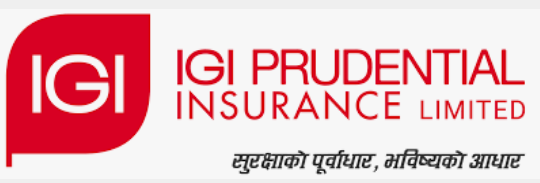 IGI
IGI PRUDENTIAL
INSURANCE LIMITED
सुरक्षाको पूर्वाधार, भविष्यको आधार